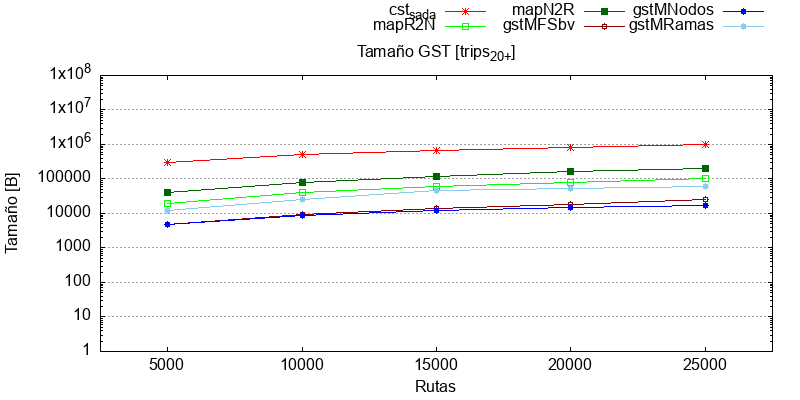 cst_sada mapN2R gstMNodos
mapR2N gstMFSbv gstMRamas
Tamaño GST [trips_20+]
1x10^8
1x10^7
1x10^6
100000
10000
1000
100
10
1
Tamaño [B]
5000 10000 15000 20000 25000
Rutas